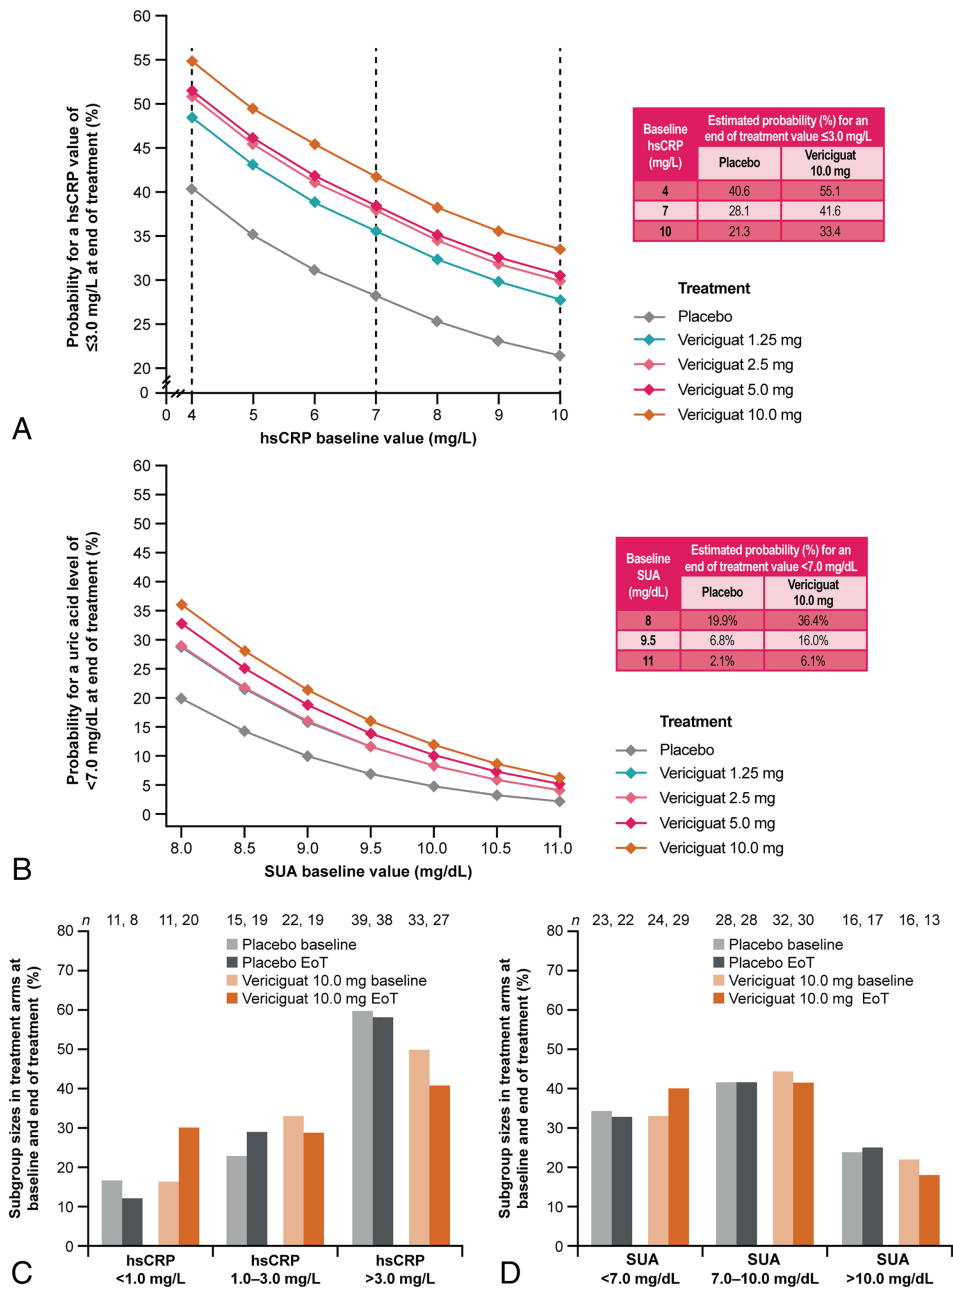 60
55
50
45
40
35
30
25
20
0
Probability for a hsCRP value of
≤3.0 mg/L at end of treatment (%)
0 4 5 6 7 8 9 10
hsCRP baseline value (mg/L)
A
Baseline
hsCRP
(mg/L)
Estimated probability (%) for an
end of treatment value ≤3.0 mg/L
Placebo
Vericiguat
10.0 mg
4 40.6 55.1
7 28.1 41.6
10 21.3 33.4
Treatment
Placebo
Vericiguat 1.25 mg
Vericiguat 2.5 mg
Vericiguat 5.0 mg
Vericiguat 10.0 mg
60
55
50
45
40
35
30
25
20
15
10
5
0
Probability for a uric acid level of
<7.0 mg/dL at end of treatment (%)
8.0 8.5 9.0 9.5 10.0 10.5 11.0
SUA baseline value (mg/dL)
B
Baseline
SUA
(mg/dL)
Estimated probability (%) for an
end of treatment value <7.0 mg/dL
Placebo
Vericiguat
10.0 mg
8 19.9% 36.4%
9.5 6.8% 16.0%
11 2.1% 6.1%
Treatment
Placebo
Vericiguat 1.25 mg
Vericiguat 2.5 mg
Vericiguat 5.0 mg
Vericiguat 10.0 mg
n 11, 8 11, 20 15, 19 22, 19 39, 38 33, 27
80
70
60
50
40
30
20
10
0
Subgroup sizes in treatment arms at
baseline and end of treatment (%)
Placebo baseline
Placebo EoT
Vericiguat 10.0 mg baseline
Vericiguat 10.0 mg EoT
hsCRP
<1.0 mg/L
hsCRP
1.0–3.0 mg/L
hsCRP
>3.0 mg/L
C
n 23, 22 24, 29 28, 28 32, 30 16, 17 16, 13
80
70
60
50
40
30
20
10
0
Subgroup sizes in treatment arms at
baseline and end of treatment (%)
Placebo baseline
Placebo EoT
Vericiguat 10.0 mg baseline
Vericiguat 10.0 mg EoT
SUA
<7.0 mg/dL
SUA
7.0–10.0 mg/dL
SUA
>10.0 mg/dL
D